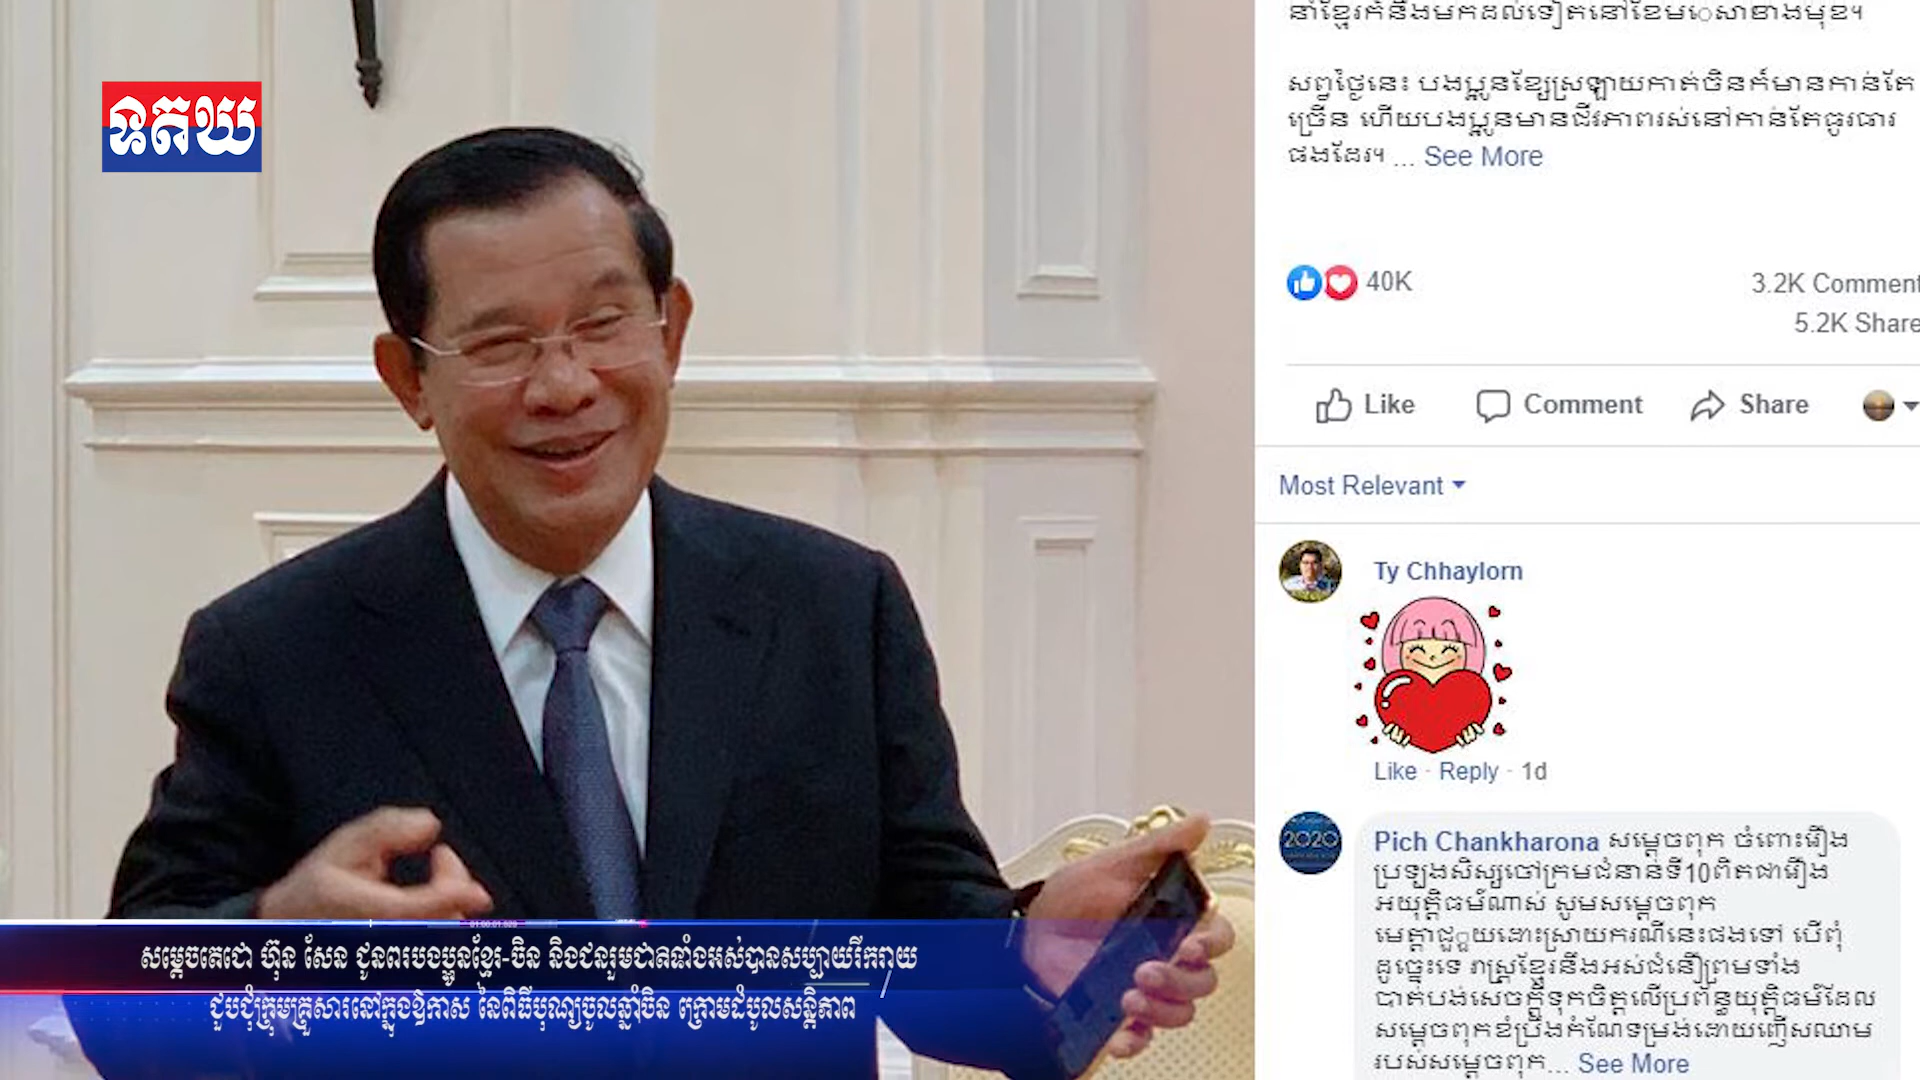 ខ្មែរក៏នឹងមកដល់ទៀតនៅខែមេសាខាងមុខ។
សព្វថ្ងៃនេះ បងប្អូនខ្សែស្រឡាយកាត់ចិនក៏មានកាន់តែ
ច្រើន ហើយបងប្អូនមានជីវភាពរស់នៅកាន់តែធូរធារ
ផងដែរ។ ... See More
40K
3.2K Comment
5.2K Share
Like Comment Share
Most Relevant
Ty Chhaylorn
Like · Reply · 1d
2020
Pich Chankharona សម្តេចពុក ចំពោះរឿង
ប្រឡងសិស្សចៅក្រមជំនាន់ទី10ពិតជារឿង
អយុត្តិធម៍ណាស់ សូមសម្តេចពុក
មេត្តាជួួយដោះស្រាយករណីនេះផងទៅ បើពុំ
ដូច្នេះទេ រាស្ត្រខ្មែរនឹងអស់ជំនឿព្រមទាំង
បាត់បង់សេចក្តីទុកចិត្តលើប្រព័ន្ធយុត្តិធម៍ដែល
សម្តេចពុកខំប្រឹងកំណែទម្រង់ដោយញើសឈាម
របស់សម្តេចពុក... See More
សម្តេចតេជោ ហ៊ុន សែន ជូនពរបងប្អូនខ្មែរ-ចិន និងជនរួមជាតិទាំងអស់បានសប្បាយរីករាយ
ជួបជុំក្រុមគ្រួសារនៅក្នុងឱកាស នៃពិធីបុណ្យចូលឆ្នាំចិន ក្រោមដំបូលសន្តិភាព